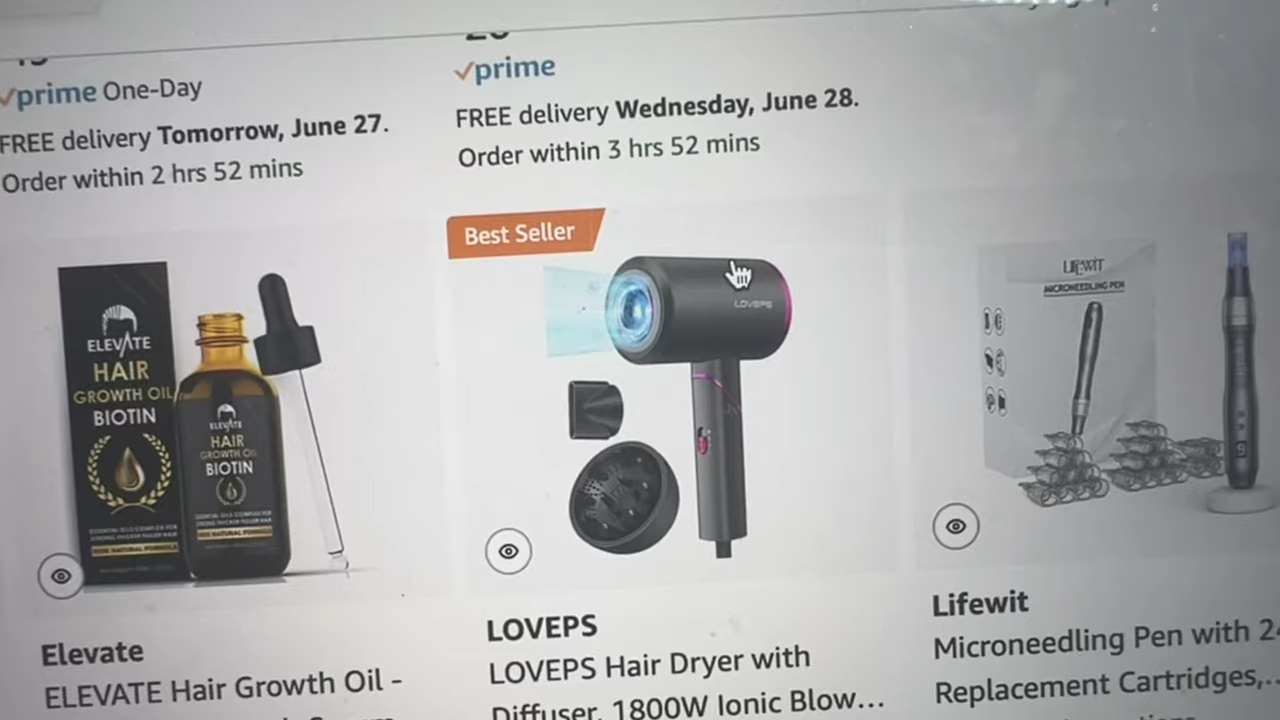 prime One-Day
FREE delivery Tomorrow, June 27.
Order within 2 hrs 52 mins
prime
FREE delivery Wednesday, June 28.
Order within 3 hrs 52 mins
ELEVATE
HAIR
GROWTH OIL
BIOTIN
ELEVATE
HAIR
GROWTH OIL
BIOTIN
Best Seller
LOVEPS
LIFEWIT
MICRONEEDLING PEN
Elevate
ELEVATE Hair Growth Oil -
LOVEPS
LOVEPS Hair Dryer with
Diffuser, 1800W Ionic Blow...
Lifewit
Microneedling Pen with 2
Replacement Cartridges,...